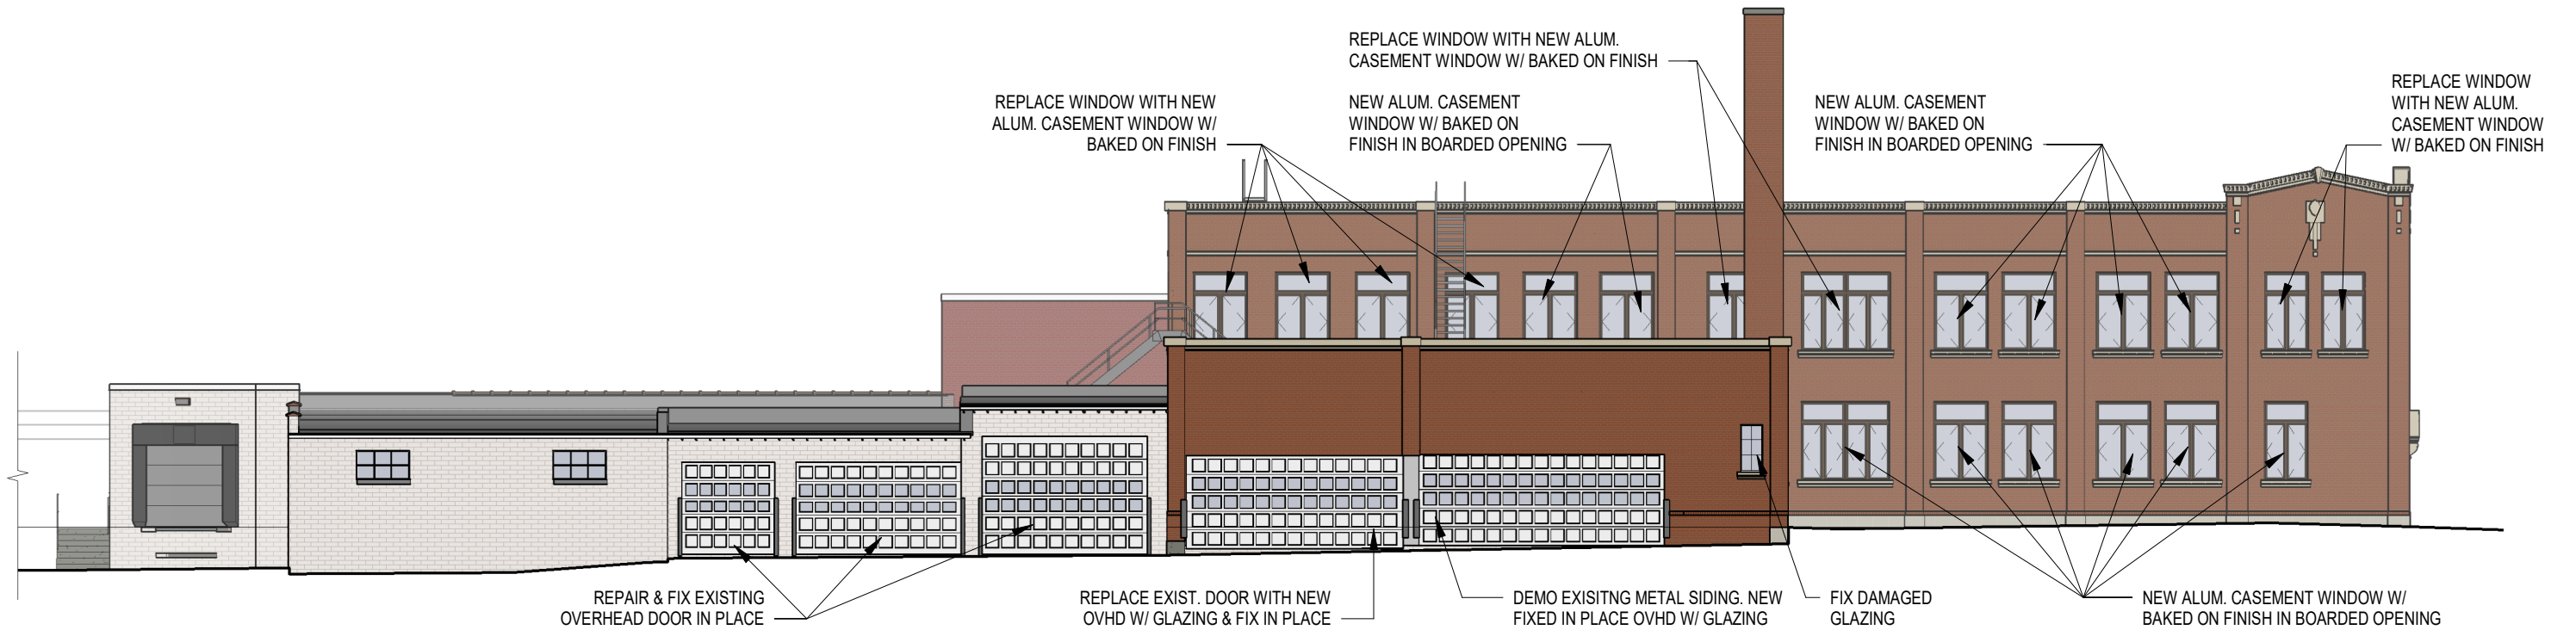 REPLACE WINDOW WITH NEW ALUM.
CASEMENT WINDOW W/ BAKED ON FINISH
REPLACE WINDOW WITH NEW
ALUM. CASEMENT WINDOW W/
BAKED ON FINISH
NEW ALUM. CASEMENT
WINDOW W/ BAKED ON
FINISH IN BOARDED OPENING
NEW ALUM. CASEMENT
WINDOW W/ BAKED ON
FINISH IN BOARDED OPENING
REPLACE WINDOW
WITH NEW ALUM.
CASEMENT WINDOW
W/ BAKED ON FINISH
REPAIR & FIX EXISTING
OVERHEAD DOOR IN PLACE
REPLACE EXIST. DOOR WITH NEW
OVHD W/ GLAZING & FIX IN PLACE
DEMO EXISITNG METAL SIDING. NEW
FIXED IN PLACE OVHD W/ GLAZING
FIX DAMAGED
GLAZING
NEW ALUM. CASEMENT WINDOW W/
BAKED ON FINISH IN BOARDED OPENING